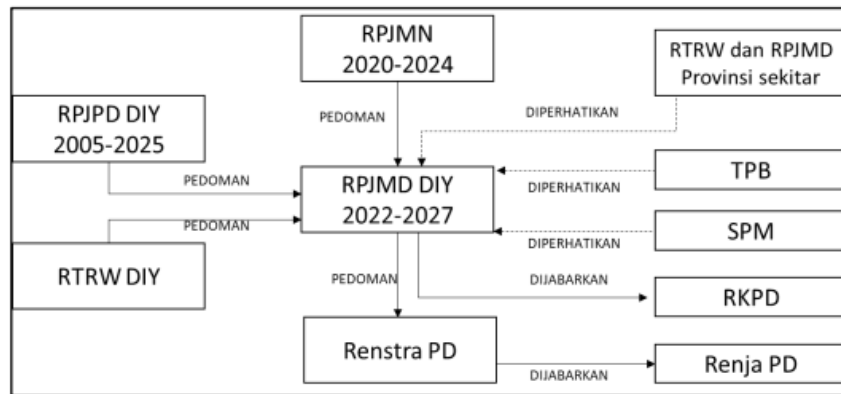 RPJMN
2020-2024
RTRW dan RPJMD
Provinsi sekitar
RPJPD DIY
2005-2025
PEDOMAN
DIPERHATIKAN
PEDOMAN
RPJMD DIY
2022-2027
TPB
DIPERHATIKAN
PEDOMAN
SPM
DIPERHATIKAN
RTRW DIY
PEDOMAN
DIJABARKAN
RKPD
Renstra PD
Renja PD
DIJABARKAN